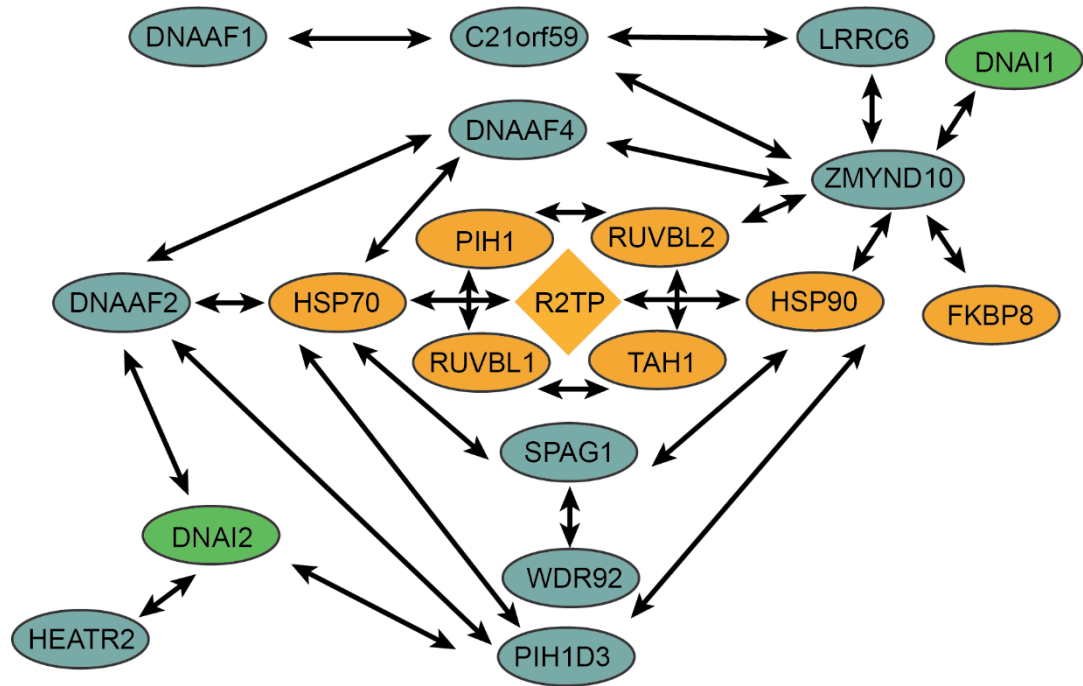 DNAAF1
C21orf59
LRRC6
DNAI1
DNAAF4
ZMYND10
PIH1
RUVBL2
DNAAF2
HSP70
R2TP
HSP90
FKBP8
RUVBL1
TAH1
SPAG1
DNAI2
WDR92
HEATR2
PIH1D3